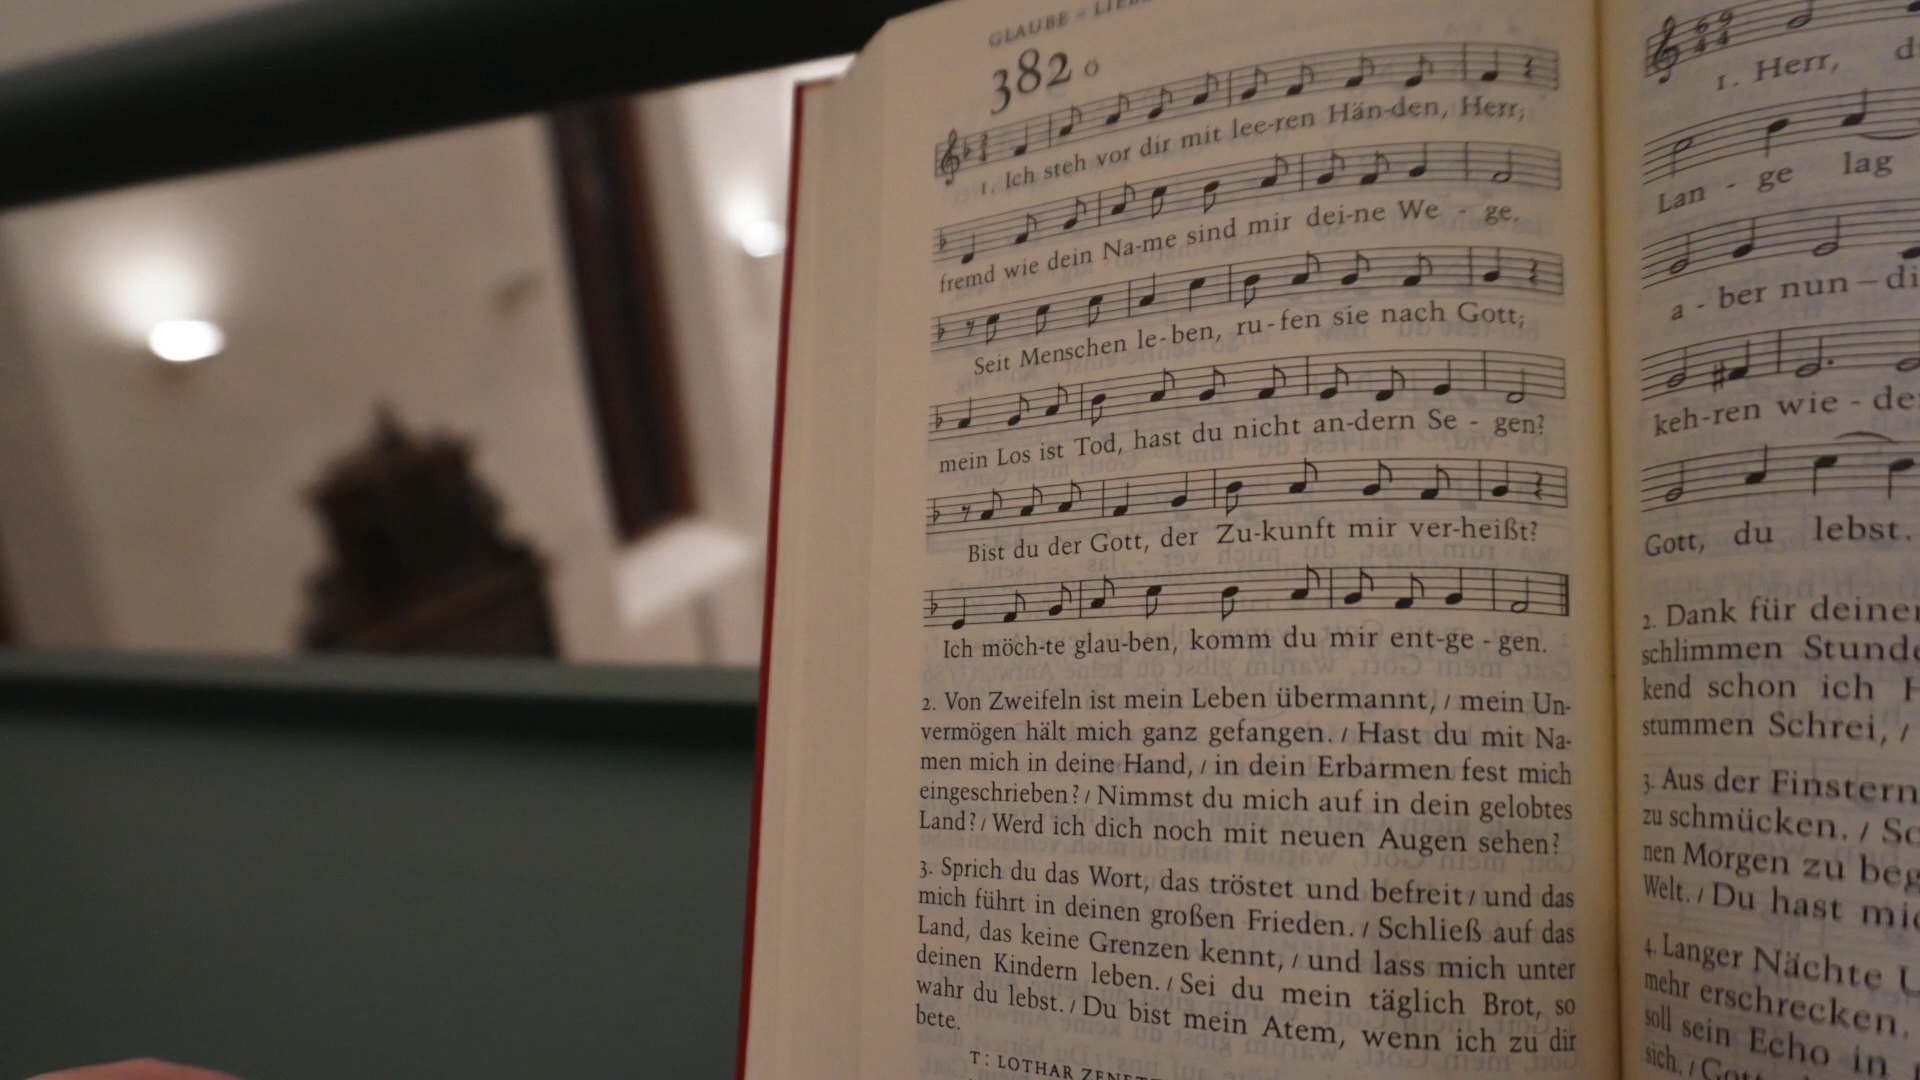 GLAUBE – LIEBE
382 ö
1. Ich steh vor dir mit lee-ren Hän-den, Herr;
fremd wie dein Na-me sind mir dei-ne We - ge.
Seit Menschen le-ben, ru-fen sie nach Gott;
mein Los ist Tod, hast du nicht an-dern Se - gen?
Bist du der Gott, der Zu-kunft mir ver-heißt?
Ich möch-te glau-ben, komm du mir ent-ge-gen.
2. Von Zweifeln ist mein Leben übermannt, / mein Un-
vermögen hält mich ganz gefangen. / Hast du mit Na-
men mich in deine Hand, / in dein Erbarmen fest mich
eingeschrieben? / Nimmst du mich auf in dein gelobtes
Land? / Werd ich dich noch mit neuen Augen sehen?
3. Sprich du das Wort, das tröstet und befreit / und das
mich führt in deinen großen Frieden. / Schließ auf das
Land, das keine Grenzen kennt, / und lass mich unter
deinen Kindern leben. / Sei du mein täglich Brot, so
wahr du lebst. / Du bist mein Atem, wenn ich zu dir
bete.
T: LOTHAR
1. Herr,
Lan - ge lag
a - ber nun – di
keh-ren wie - de
Gott, du lebst.
2. Dank für deinen
schlimmen Stunde
kend schon ich
stummen Schrei, /
3. Aus der Finstern
zu schmücken. /
nen Morgen zu beg
Welt. / Du hast mic
4. Langer Nächte
mehr erschrecken.
soll sein Echo in
sich. / Gott